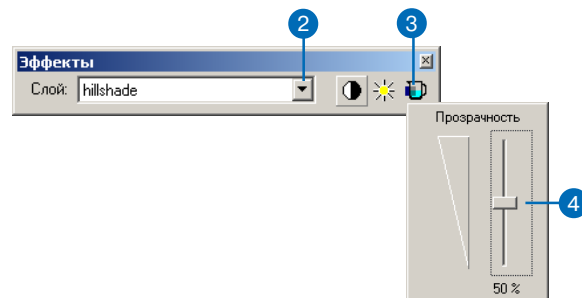 2 3
Эффекты
Слой: hillshade
Прозрачность
4
50 %